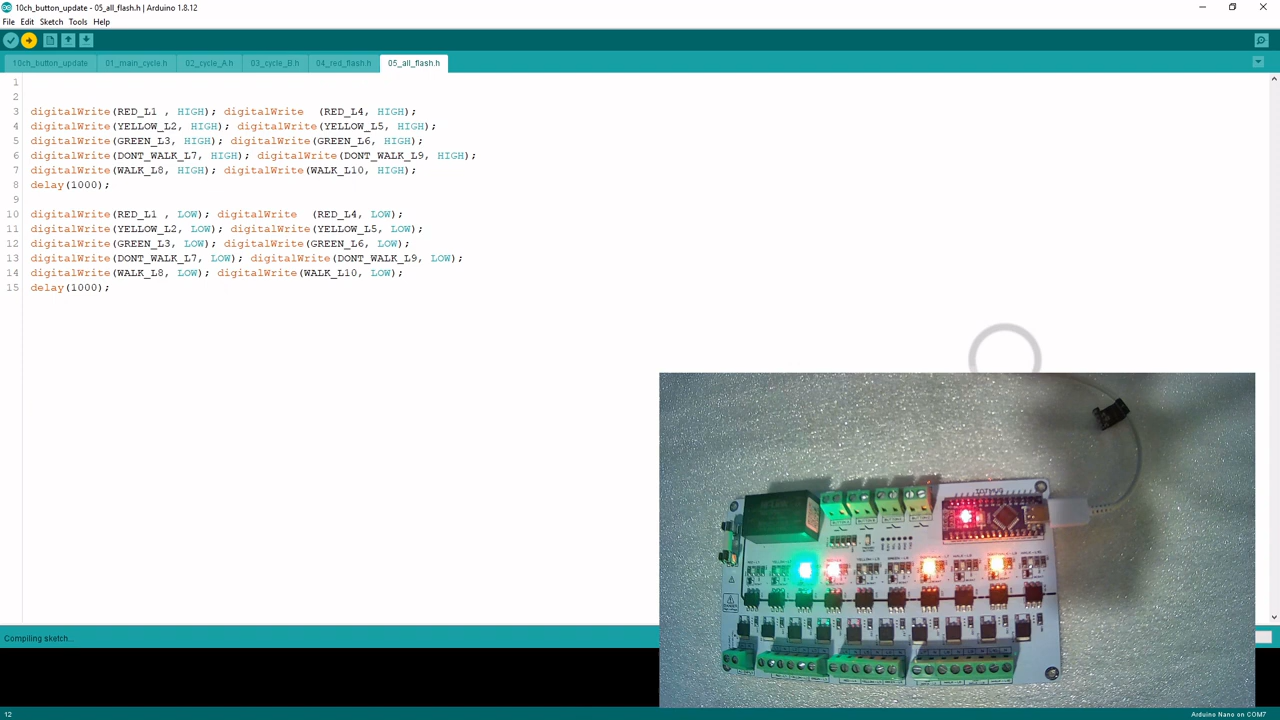 10ch_button_update - 05_all_flash.h | Arduino 1.8.12
File Edit Sketch Tools Help
10ch_button_update 01_main_cycle.h 02_cycle_A.h 03_cycle_B.h 04_red_flash.h 05_all_flash.h
1
2
3 digitalWrite(RED_L1 , HIGH); digitalWrite  (RED_L4, HIGH);
4 digitalWrite(YELLOW_L2, HIGH); digitalWrite(YELLOW_L5, HIGH);
5 digitalWrite(GREEN_L3, HIGH); digitalWrite(GREEN_L6, HIGH);
6 digitalWrite(DONT_WALK_L7, HIGH); digitalWrite(DONT_WALK_L9, HIGH);
7 digitalWrite(WALK_L8, HIGH); digitalWrite(WALK_L10, HIGH);
8 delay(1000);
9
10 digitalWrite(RED_L1 , LOW); digitalWrite  (RED_L4, LOW);
11 digitalWrite(YELLOW_L2, LOW); digitalWrite(YELLOW_L5, LOW);
12 digitalWrite(GREEN_L3, LOW); digitalWrite(GREEN_L6, LOW);
13 digitalWrite(DONT_WALK_L7, LOW); digitalWrite(DONT_WALK_L9, LOW);
14 digitalWrite(WALK_L8, LOW); digitalWrite(WALK_L10, LOW);
15 delay(1000);
Compiling sketch...
12
Arduino Nano on COM7